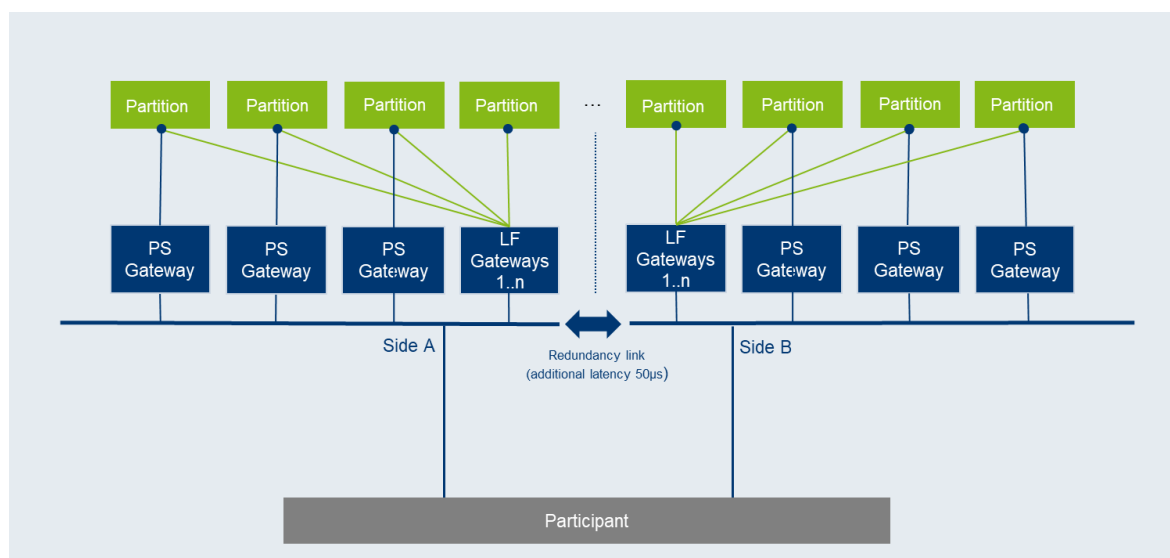 Partition
Partition
Partition
Partition
...
Partition
Partition
Partition
Partition
PS
Gateway
PS
Gateway
PS
Gateway
LF
Gateways
1..n
LF
Gateways
1..n
PS
Gateway
PS
Gateway
PS
Gateway
Side A
Redundancy link
(additional latency 50µs)
Side B
Participant